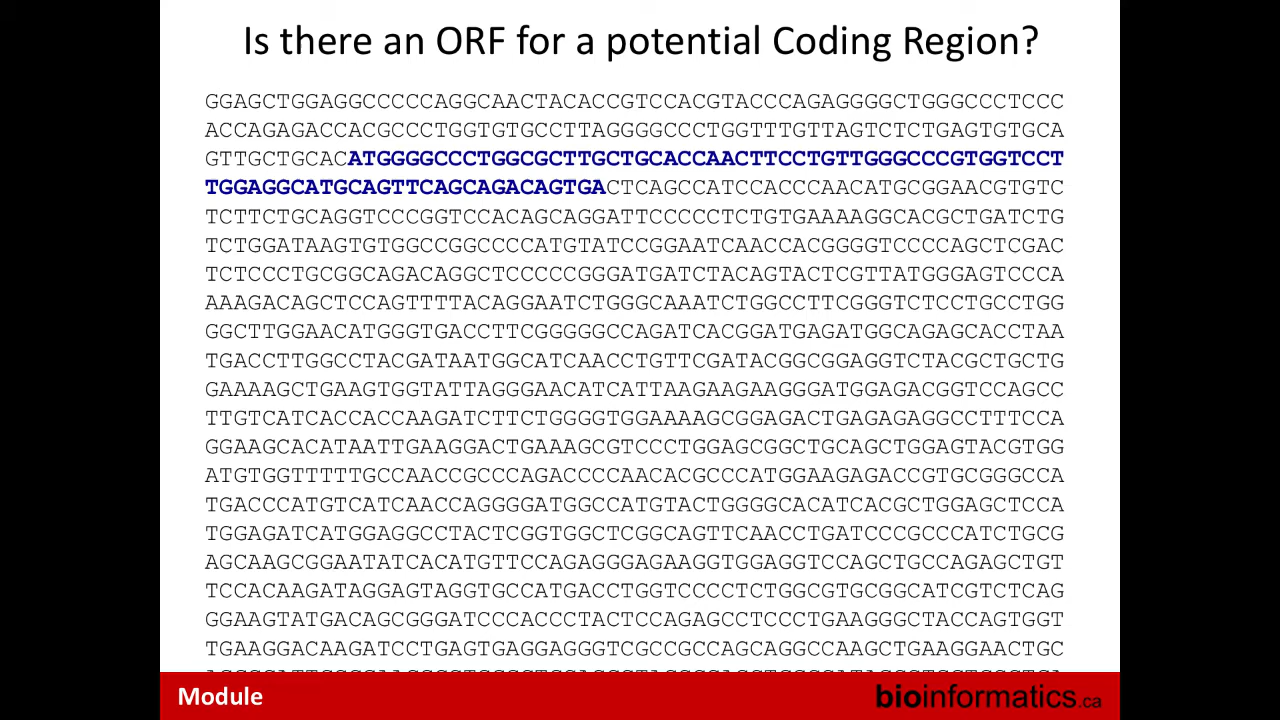 Is there an ORF for a potential Coding Region?
GGAGCTGGAGGCCCCCAGGCAACTACACCGTCCACGTACCCAGAGGGGCTGGGCCCTCCC
ACCAGAGACCACGCCCTGGTGTGCCTTAGGGGCCCTGGTTTGTTAGTCTCTGAGTGTGCA
GTTGCTGCACATGGGGCCCTGGCGCTTGCTGCACCAACTTCCTGTTGGGCCCGTGGTCCT
TGGAGGCATGCAGTTCAGCAGACAGTGACTCAGCCATCCACCCAACATGCGGAACGTGTC
TCTTCTGCAGGTCCCGGTCCACAGCAGGATTCCCCCTCTGTGAAAAGGCACGCTGATCTG
TCTGGATAAGTGTGGCCGGCCCCATGTATCCGGAATCAACCACGGGGTCCCCAGCTCGAC
TCTCCCTGCGGCAGACAGGCTCCCCCGGGATGATCTACAGTACTCGTTATGGGAGTCCCA
AAAGACAGCTCCAGTTTTACAGGAATCTGGGCAAATCTGGCCTTCGGGTCTCCTGCCTGG
GGCTTGGAACATGGGTGACCTTCGGGGGCCAGATCACGGATGAGATGGCAGAGCACCTAA
TGACCTTGGCCTACGATAATGGCATCAACCTGTTCGATACGGCGGAGGTCTACGCTGCTG
GAAAAGCTGAAGTGGTATTAGGGAACATCATTAAGAAGAAGGGATGGAGACGGTCCAGCC
TTGTCATCACCACCAAGATCTTCTGGGGTGGAAAAGCGGAGACTGAGAGAGGCCTTTCCA
GGAAGCACATAATTGAAGGACTGAAAGCGTCCCTGGAGCGGCTGCAGCTGGAGTACGTGG
ATGTGGTTTTTGCCAACCGCCCAGACCCCAACACGCCCATGGAAGAGACCGTGCGGGCCA
TGACCCATGTCATCAACCAGGGGATGGCCATGTACTGGGGCACATCACGCTGGAGCTCCA
TGGAGATCATGGAGGCCTACTCGGTGGCTCGGCAGTTCAACCTGATCCCGCCCATCTGCG
AGCAAGCGGAATATCACATGTTCCAGAGGGAGAAGGTGGAGGTCCAGCTGCCAGAGCTGT
TCCACAAGATAGGAGTAGGTGCCATGACCTGGTCCCCTCTGGCGTGCGGCATCGTCTCAG
GGAAGTATGACAGCGGGATCCCACCCTACTCCAGAGCCTCCCTGAAGGGCTACCAGTGGT
TGAAGGACAAGATCCTGAGTGAGGAGGGTCGCCGCCAGCAGGCCAAGCTGAAGGAACTGC
Module
bioinformatics.ca